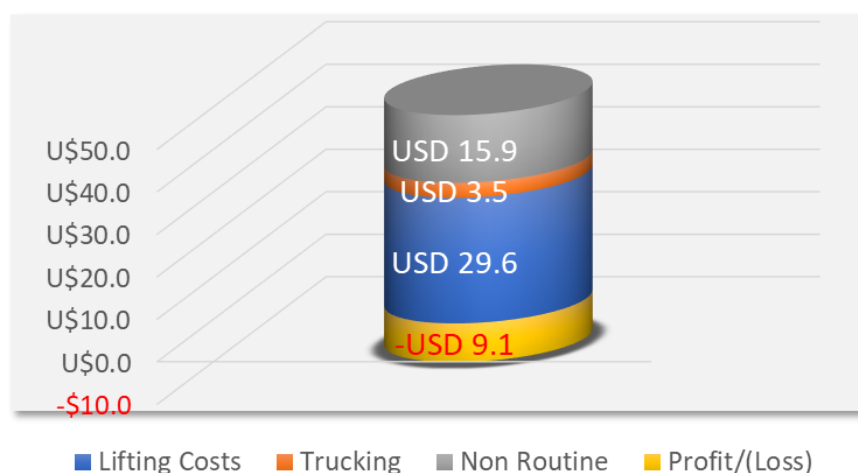 U$50.0
U$40.0
U$30.0
U$20.0
U$10.0
U$0.0
-$10.0
USD 15.9
USD 3.5
USD 29.6
-USD 9.1
Lifting Costs Trucking Non Routine Profit/(Loss)